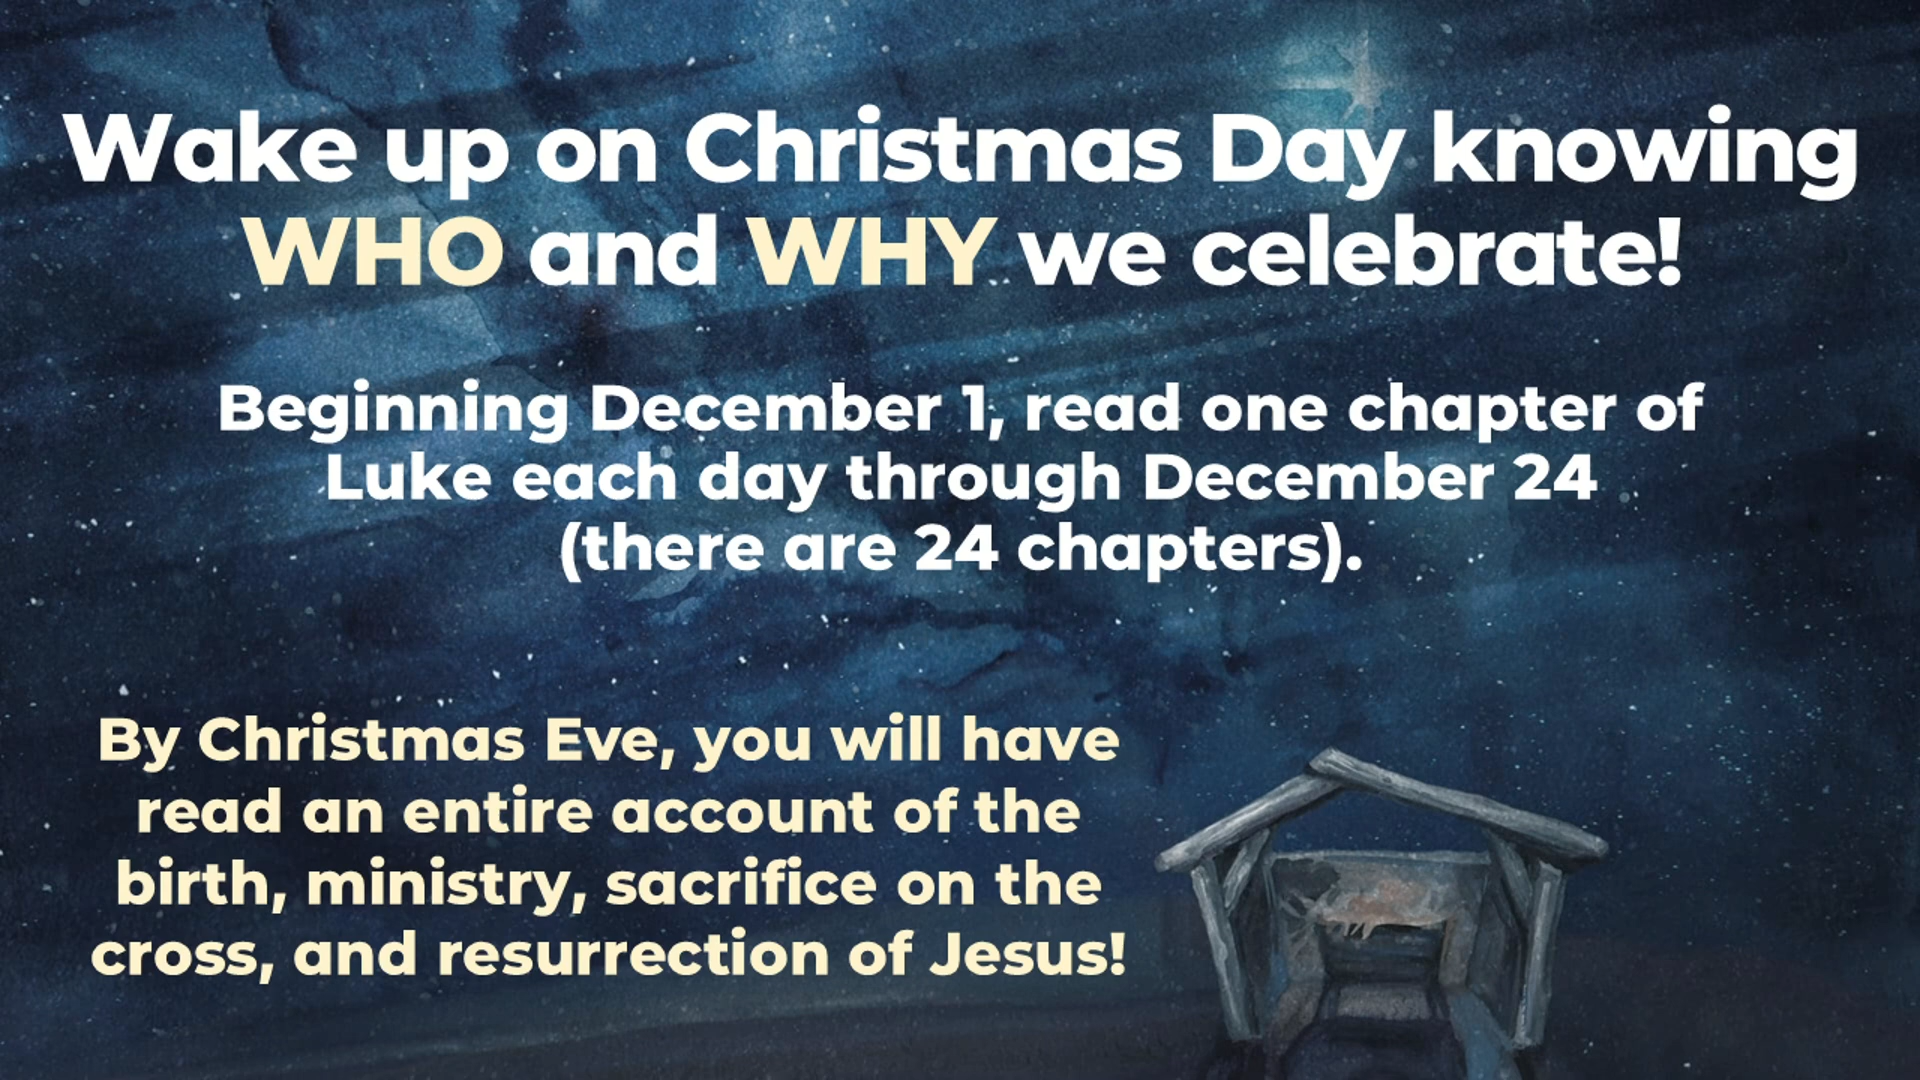 Wake up on Christmas Day knowing
WHO and WHY we celebrate!
Beginning December 1, read one chapter of
Luke each day through December 24
(there are 24 chapters).
By Christmas Eve, you will have
read an entire account of the
birth, ministry, sacrifice on the
cross, and resurrection of Jesus!